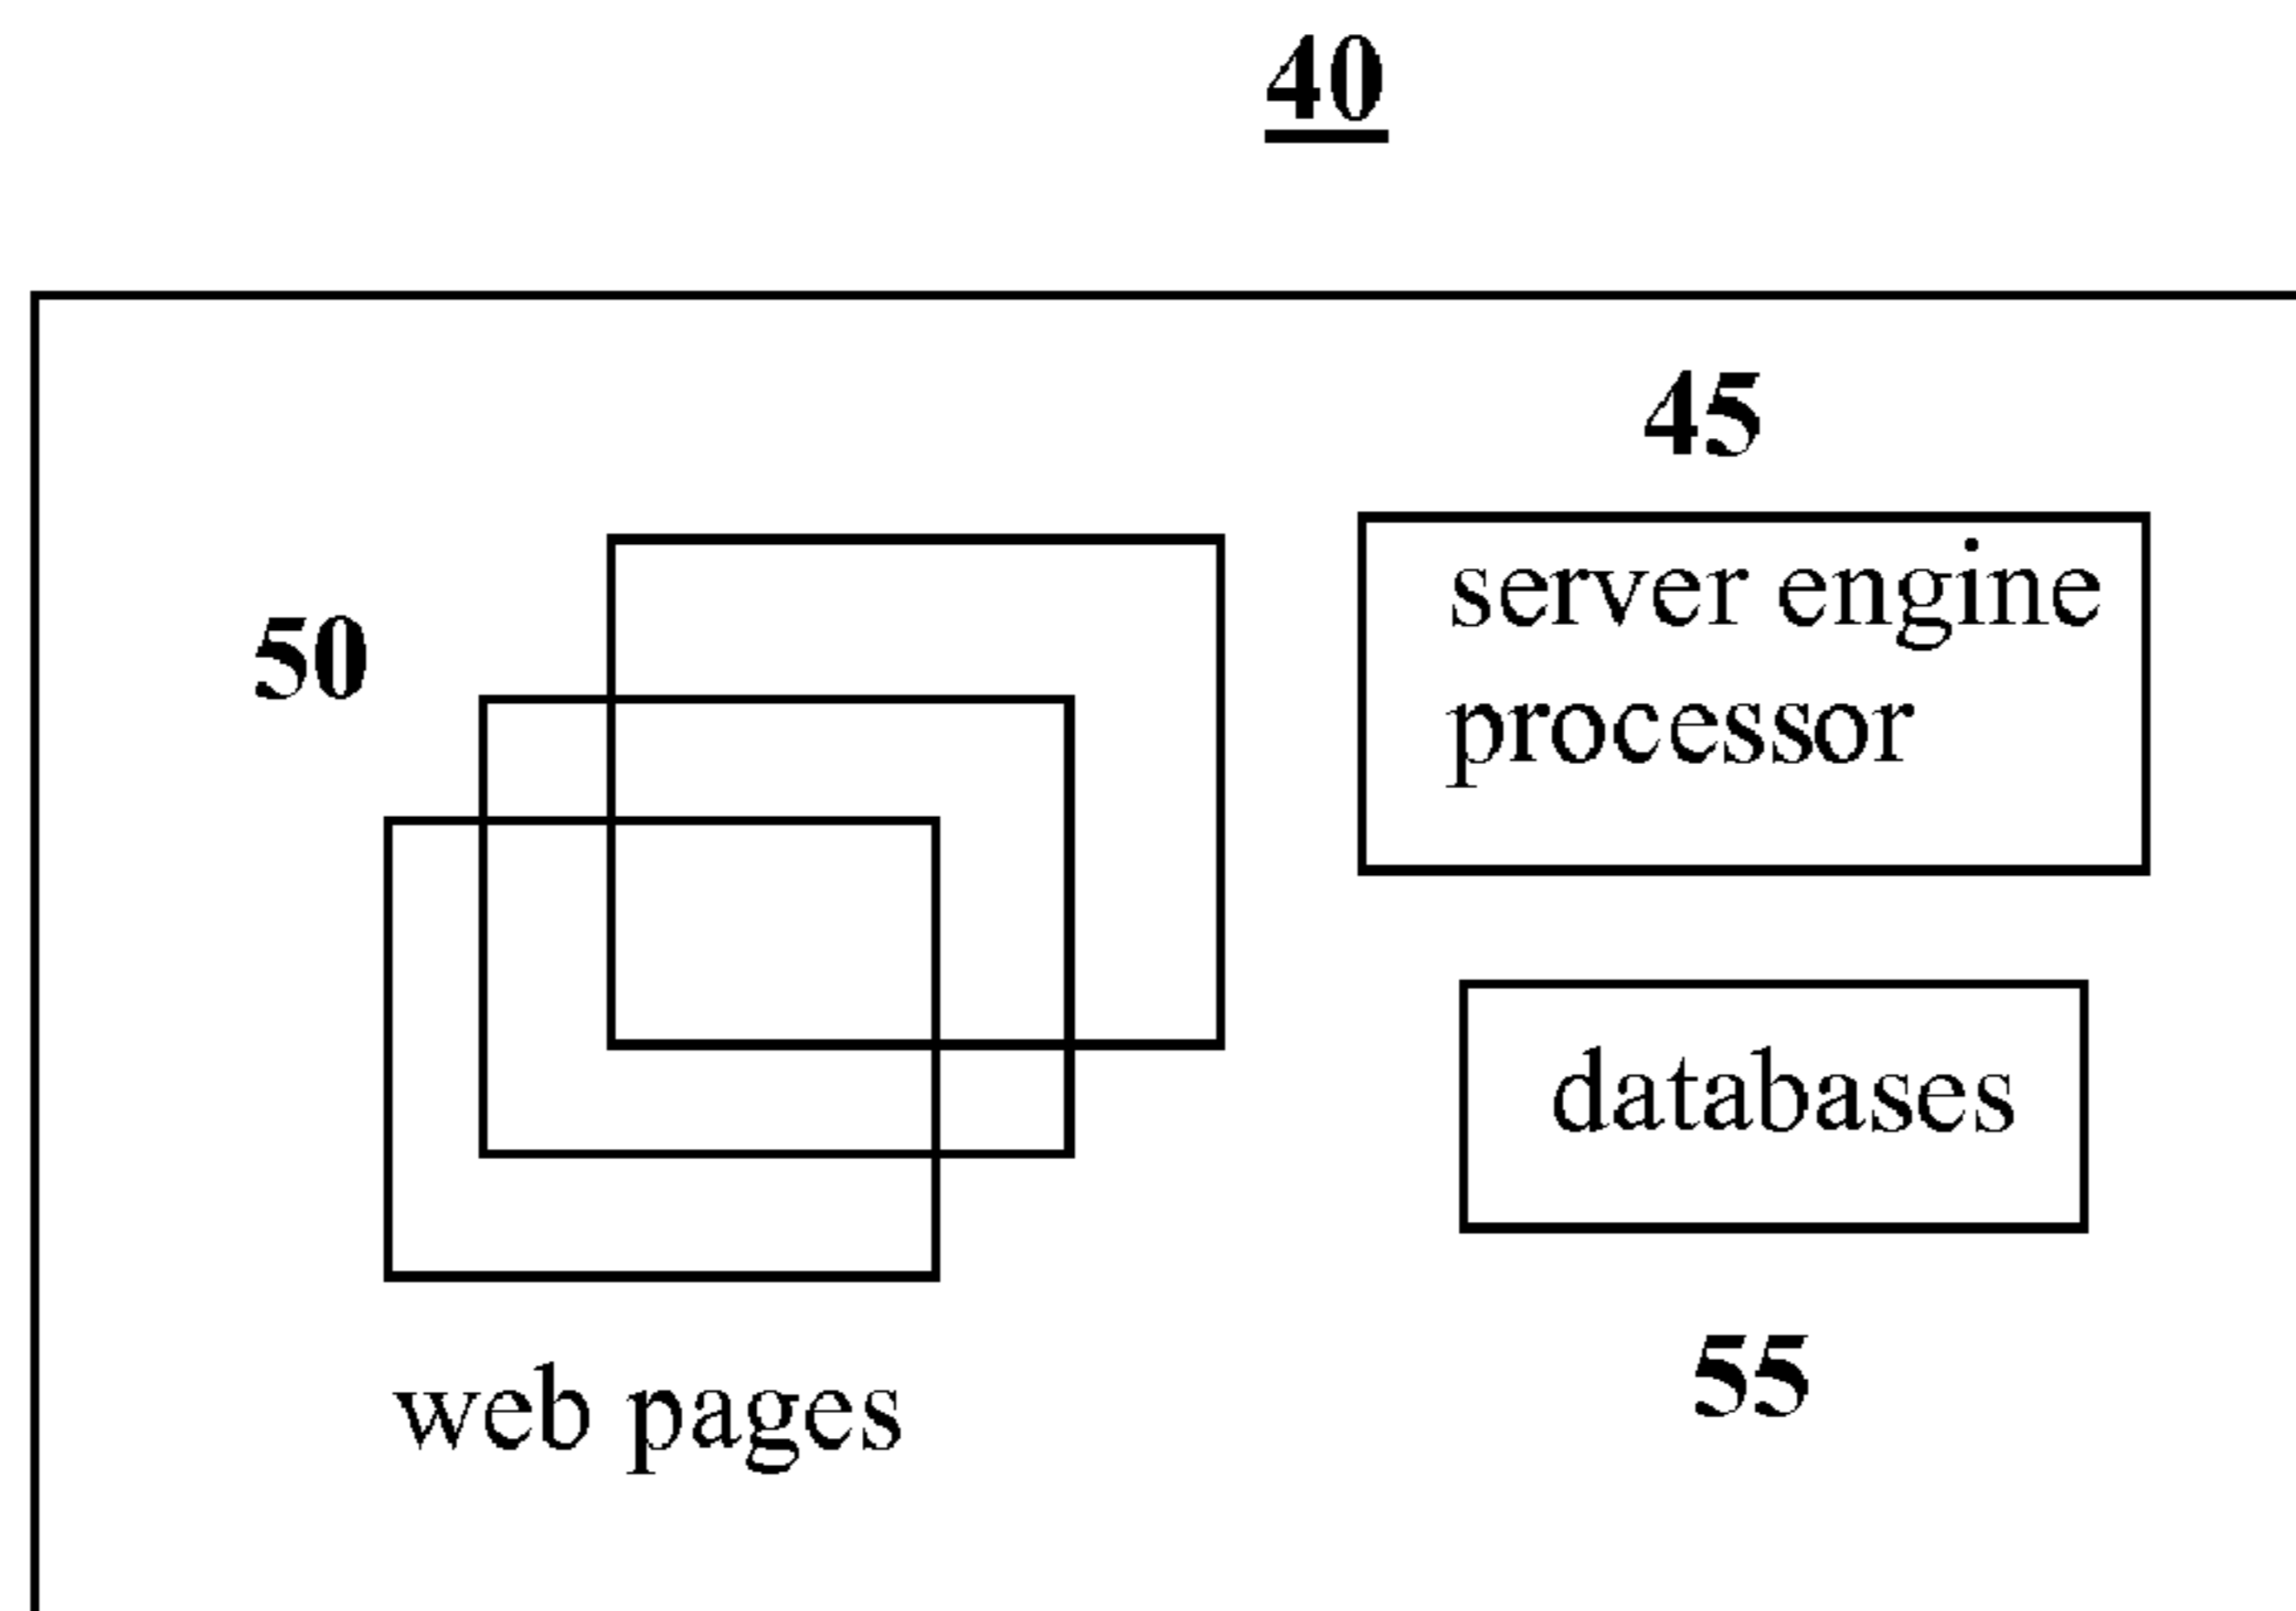 40
45
server engine
processor
50
databases
55
web pages